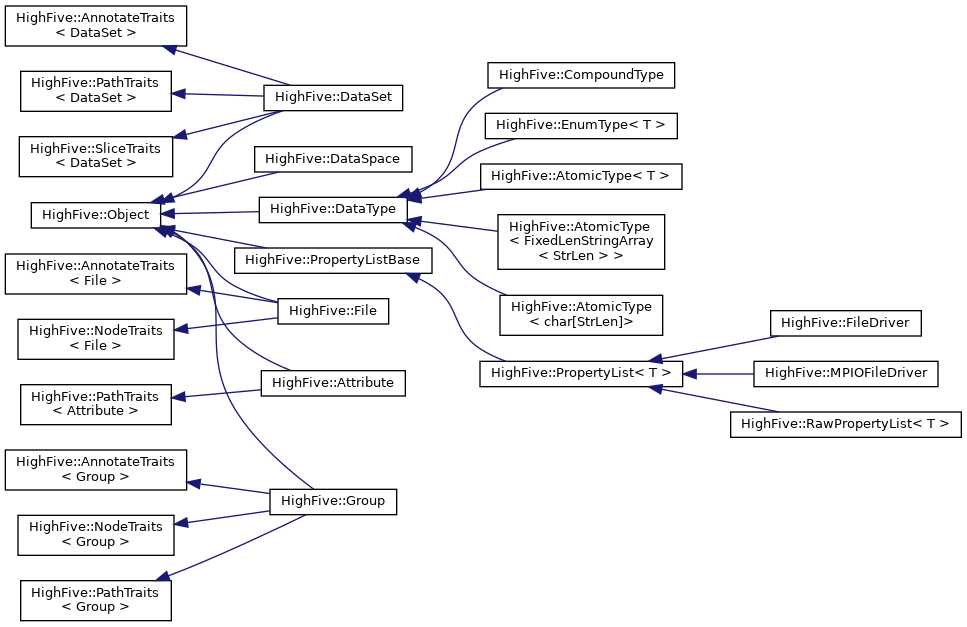 HighFive::AnnotateTraits
< DataSet >
HighFive::PathTraits
< DataSet >
HighFive::SliceTraits
< DataSet >
HighFive::Object
HighFive::AnnotateTraits
< File >
HighFive::NodeTraits
< File >
HighFive::PathTraits
< Attribute >
HighFive::AnnotateTraits
< Group >
HighFive::NodeTraits
< Group >
HighFive::PathTraits
< Group >
HighFive::DataSet
HighFive::DataSpace
HighFive::DataType
HighFive::PropertyListBase
HighFive::File
HighFive::Attribute
HighFive::Group
HighFive::CompoundType
HighFive::EnumType< T >
HighFive::AtomicType< T >
HighFive::AtomicType
< FixedLenStringArray
< StrLen > >
HighFive::AtomicType
< char[StrLen]>
HighFive::PropertyList< T >
HighFive::FileDriver
HighFive::MPIOFileDriver
HighFive::RawPropertyList< T >